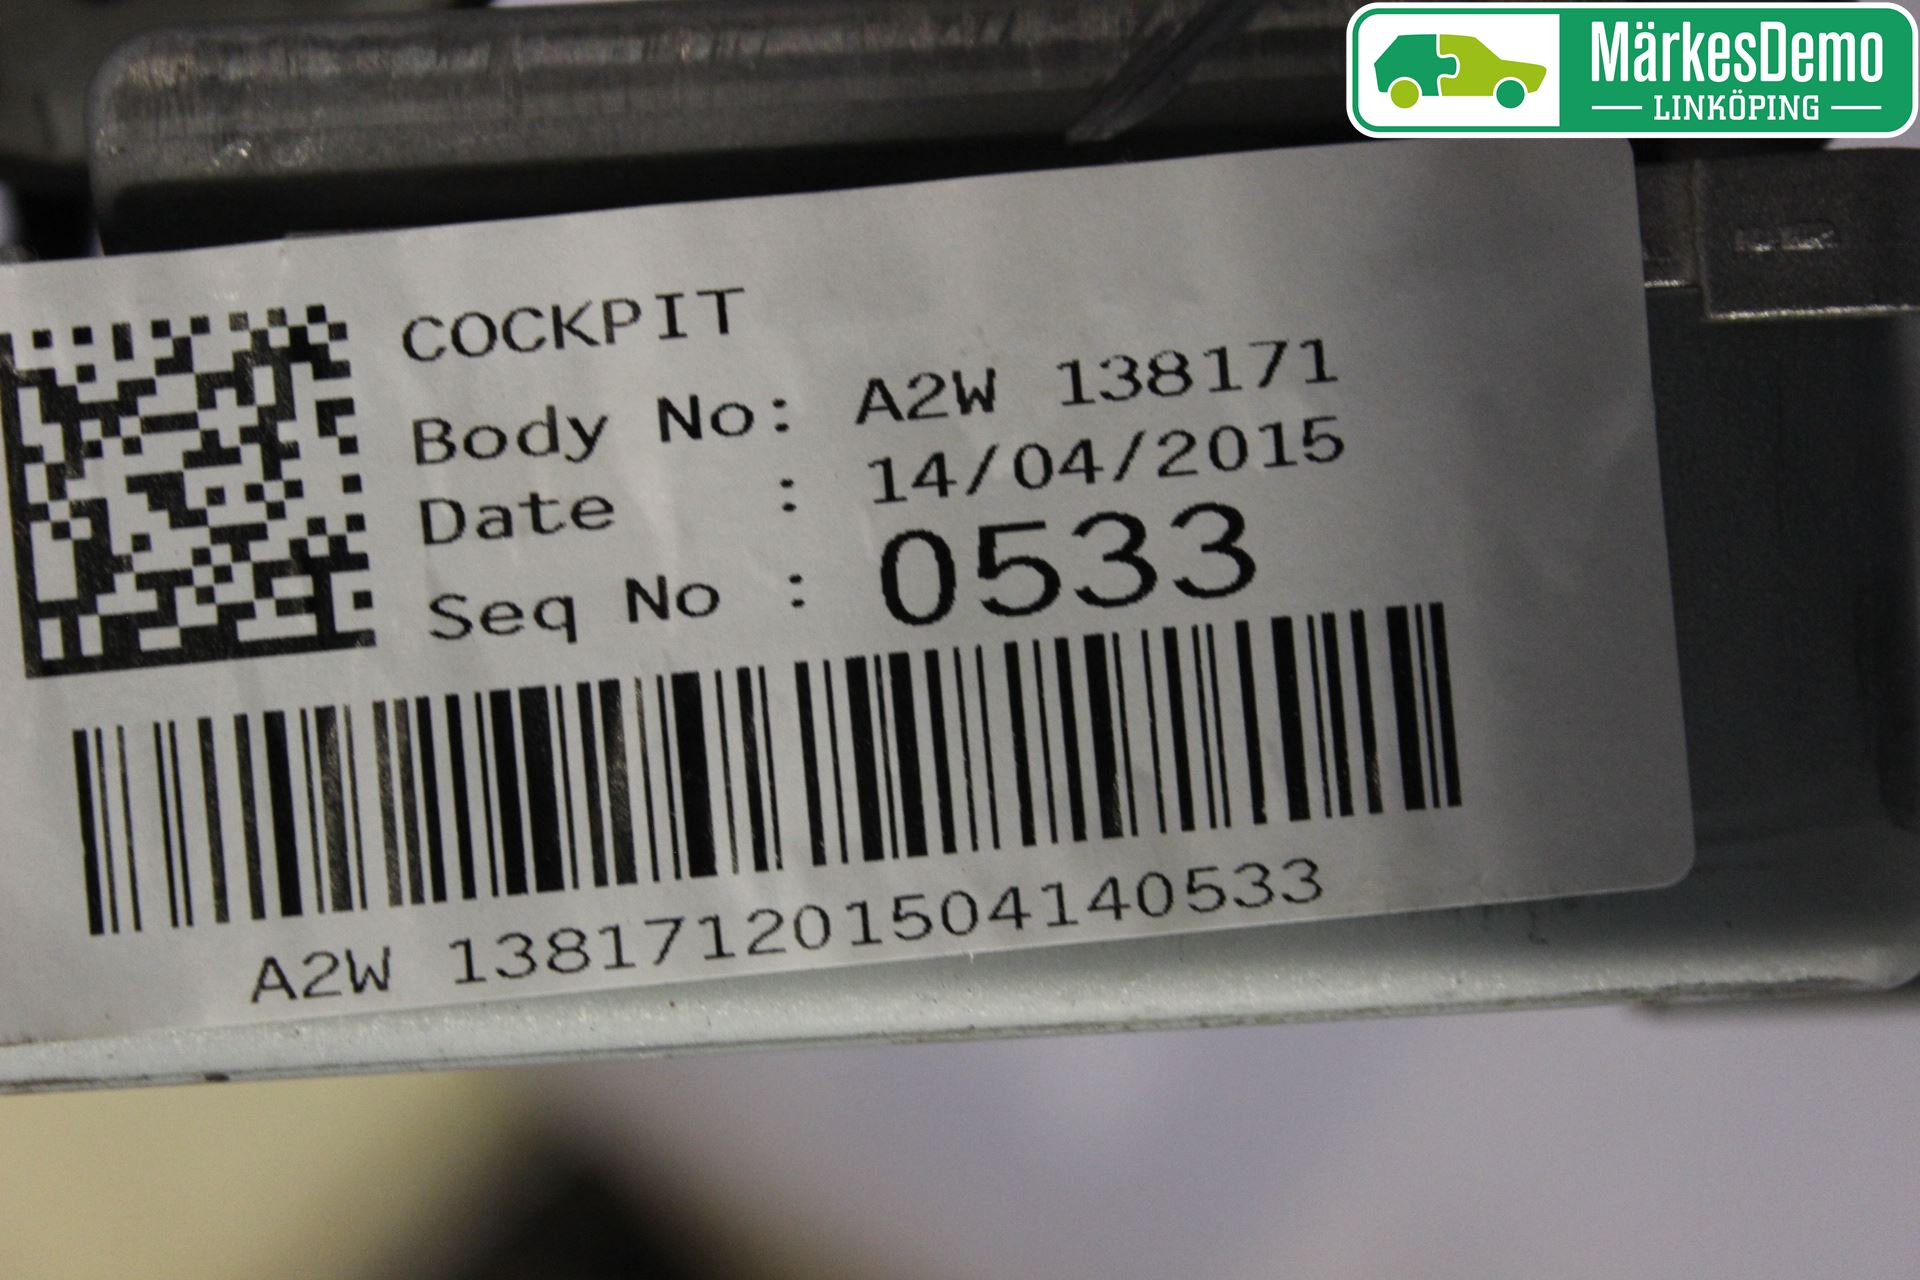 MärkesDemo
LINKÖPING
COCKPIT
Body No: A2W 138171
Date : 14/04/2015
Seq No : 0533
A2W 138171201504140533